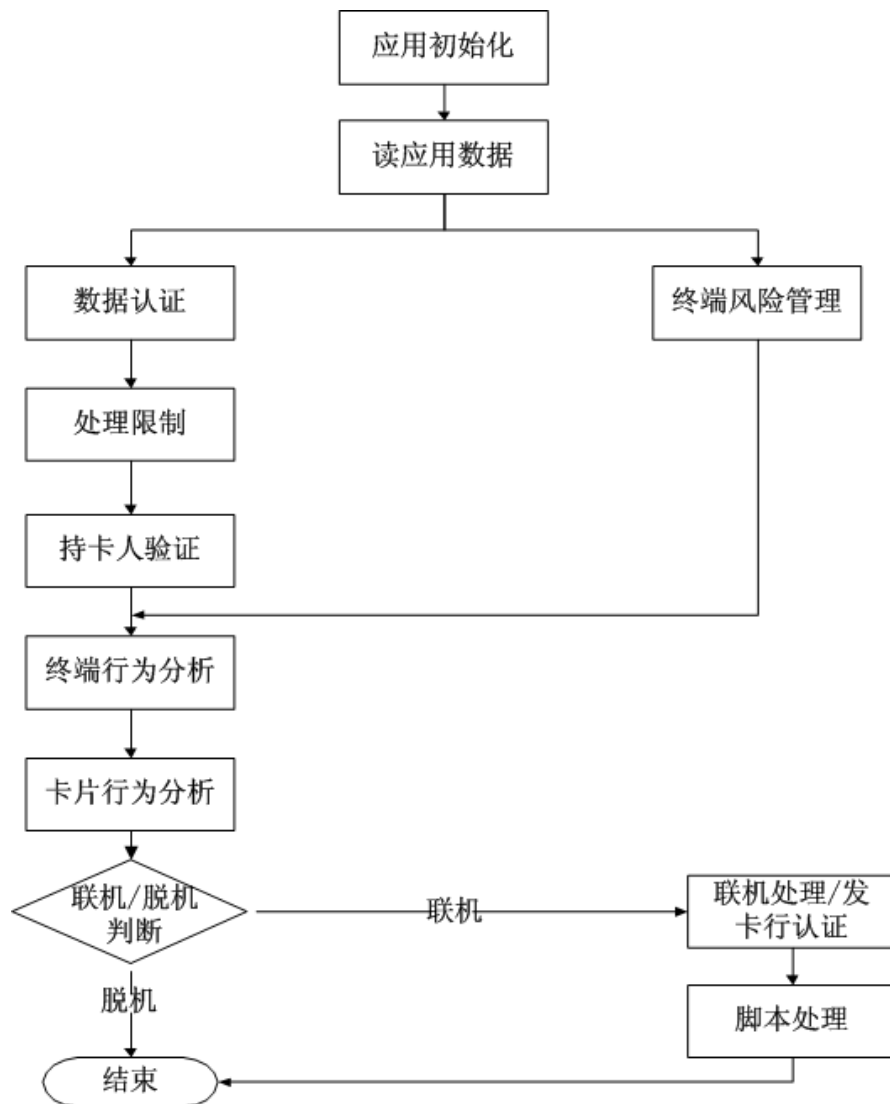 应用初始化
读应用数据
数据认证
终端风险管理
处理限制
持卡人验证
终端行为分析
卡片行为分析
联机/脱机
判断
联机
联机处理/发
卡行认证
脱机
脚本处理
结束